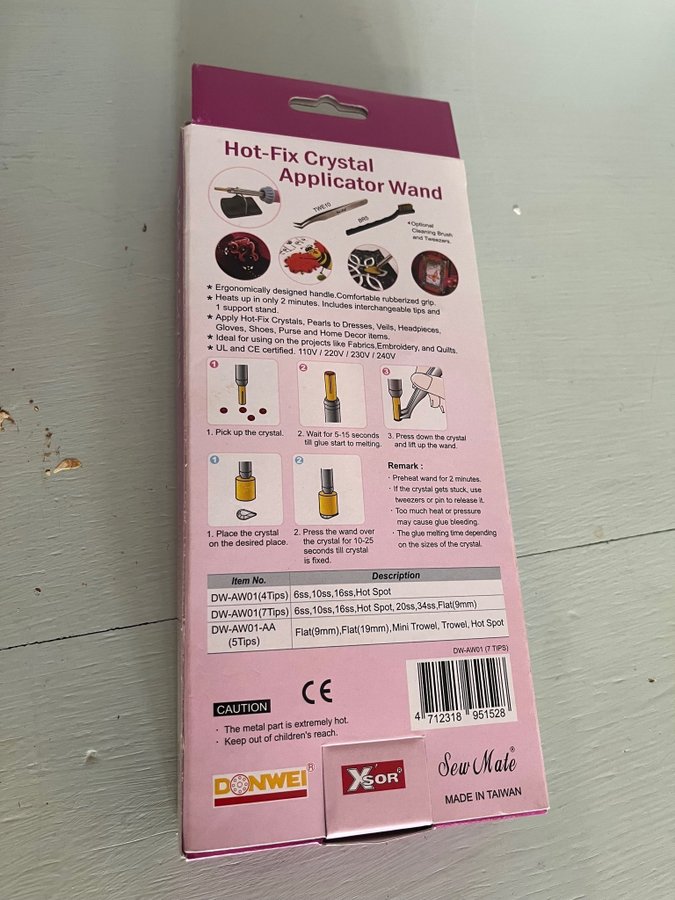 Hot-Fix Crystal
Applicator Wand
TWE10
BR5
*Optional
Cleaning Brush
and Tweezers.
★ Ergonomically designed handle.Comfortable rubberized grip.
★ Heats up in only 2 minutes. Includes interchangeable tips and
1 support stand.
★ Apply Hot-Fix Crystals, Pearls to Dresses, Veils, Headpieces,
Gloves, Shoes, Purse and Home Decor items.
★ Ideal for using on the projects like Fabrics,Embroidery, and Quilts.
★ UL and CE certified. 110V / 220V / 230V / 240V
1
2
3
1. Pick up the crystal.
2. Wait for 5-15 seconds
till glue start to melting.
3. Press down the crystal
and lift up the wand.
1
2
1. Place the crystal
on the desired place.
2. Press the wand over
the crystal for 10-25
seconds till crystal
is fixed.
Remark :
· Preheat wand for 2 minutes.
· If the crystal gets stuck, use
tweezers or pin to release it.
· Too much heat or pressure
may cause glue bleeding.
· The glue melting time depending
on the sizes of the crystal.
Item No. Description
DW-AW01(4Tips) 6ss,10ss,16ss,Hot Spot
DW-AW01(7Tips) 6ss,10ss,16ss,Hot Spot, 20ss,34ss,Flat(9mm)
DW-AW01-AA
(5Tips) Flat(9mm),Flat(19mm),Mini Trowel, Trowel, Hot Spot
DW-AW01 (7 TIPS)
4 712318 951528
CE
CAUTION
· The metal part is extremely hot.
· Keep out of children's reach.
DONWEI®
XSOR®
Sew Mate®
MADE IN TAIWAN